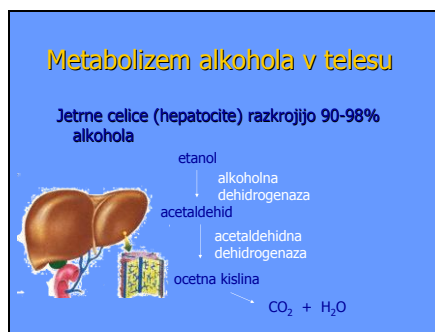 Metabolizem alkohola v telesu
Jetrne celice (hepatocite) razkrojijo 90-98%
alkohola
etanol
alkoholna
dehidrogenaza
acetaldehid
acetaldehidna
dehidrogenaza
ocetna kislina
CO₂ + H₂O